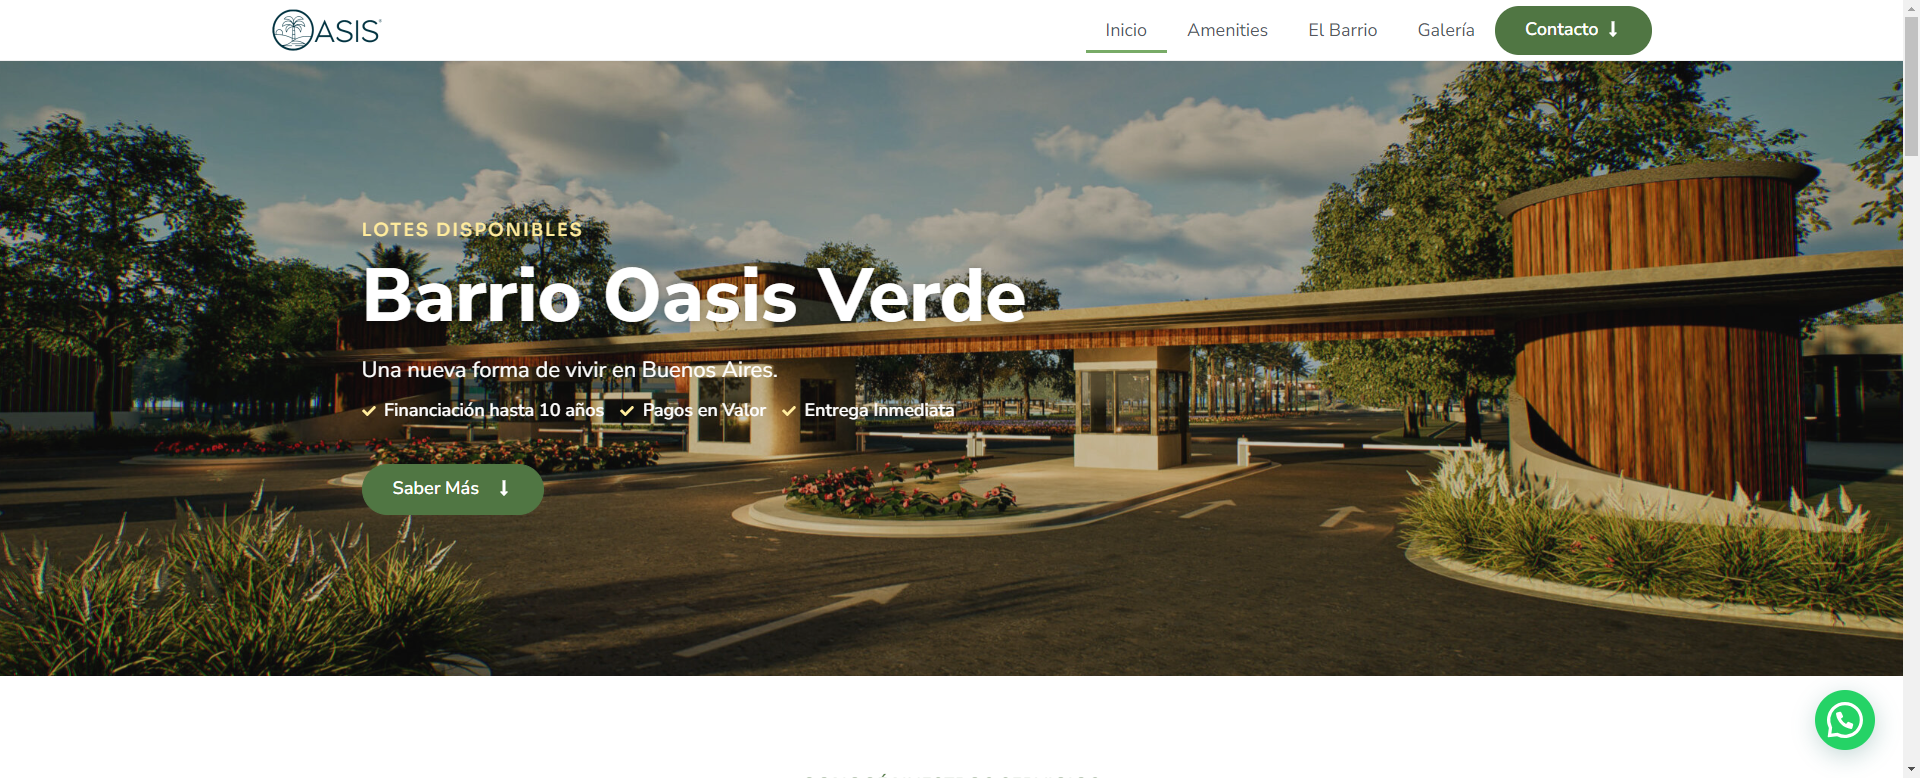 OASIS
Inicio Amenities El Barrio Galería Contacto
LOTES DISPONIBLES
Barrio Oasis Verde
Una nueva forma de vivir en Buenos Aires.
Financiación hasta 10 años Pagos en Valor Entrega Inmediata
Saber Más